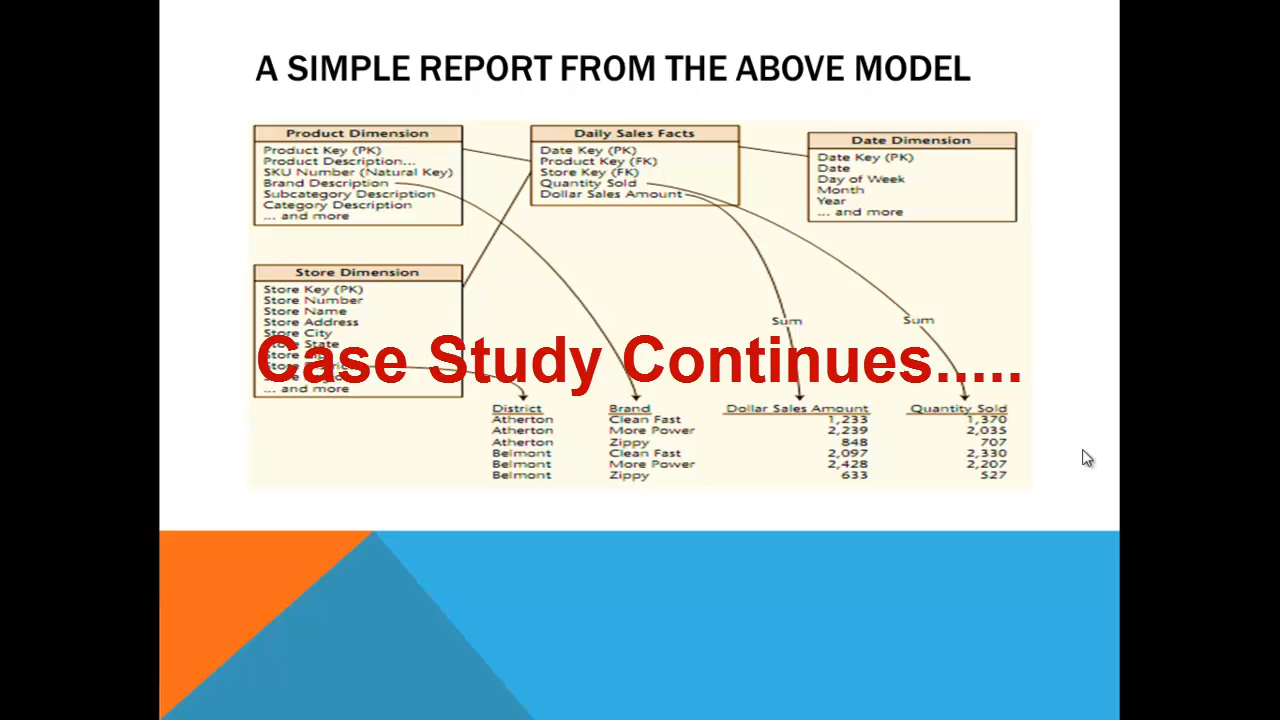 A SIMPLE REPORT FROM THE ABOVE MODEL
Product Dimension
Product Key (PK)
Product Description...
SKU Number (Natural Key)
Brand Description
Subcategory Description
Category Description
... and more
Daily Sales Facts
Date Key (PK)
Product Key (FK)
Store Key (FK)
Quantity Sold
Dollar Sales Amount
Date Dimension
Date Key (PK)
Date
Day of Week
Month
Year
... and more
Store Dimension
Store Key (PK)
Store Number
Store Name
Store Address
Store City
Store State
Store
... and more
Sum
Sum
Case Study Continues.....
District Brand Dollar Sales Amount Quantity Sold
Atherton Clean Fast 1,233 1,370
Atherton More Power 2,239 2,035
Atherton Zippy 848 707
Belmont Clean Fast 2,097 2,330
Belmont More Power 2,428 2,207
Belmont Zippy 633 527